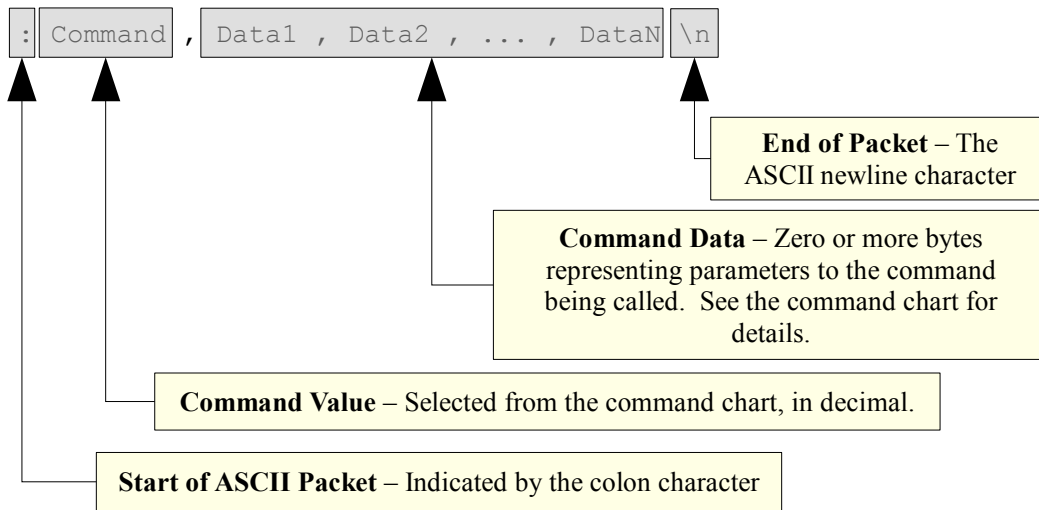 : Command , Data1 , Data2 , ... , DataN \n
End of Packet – The
ASCII newline character
Command Data – Zero or more bytes
representing parameters to the command
being called. See the command chart for
details.
Command Value – Selected from the command chart, in decimal.
Start of ASCII Packet – Indicated by the colon character